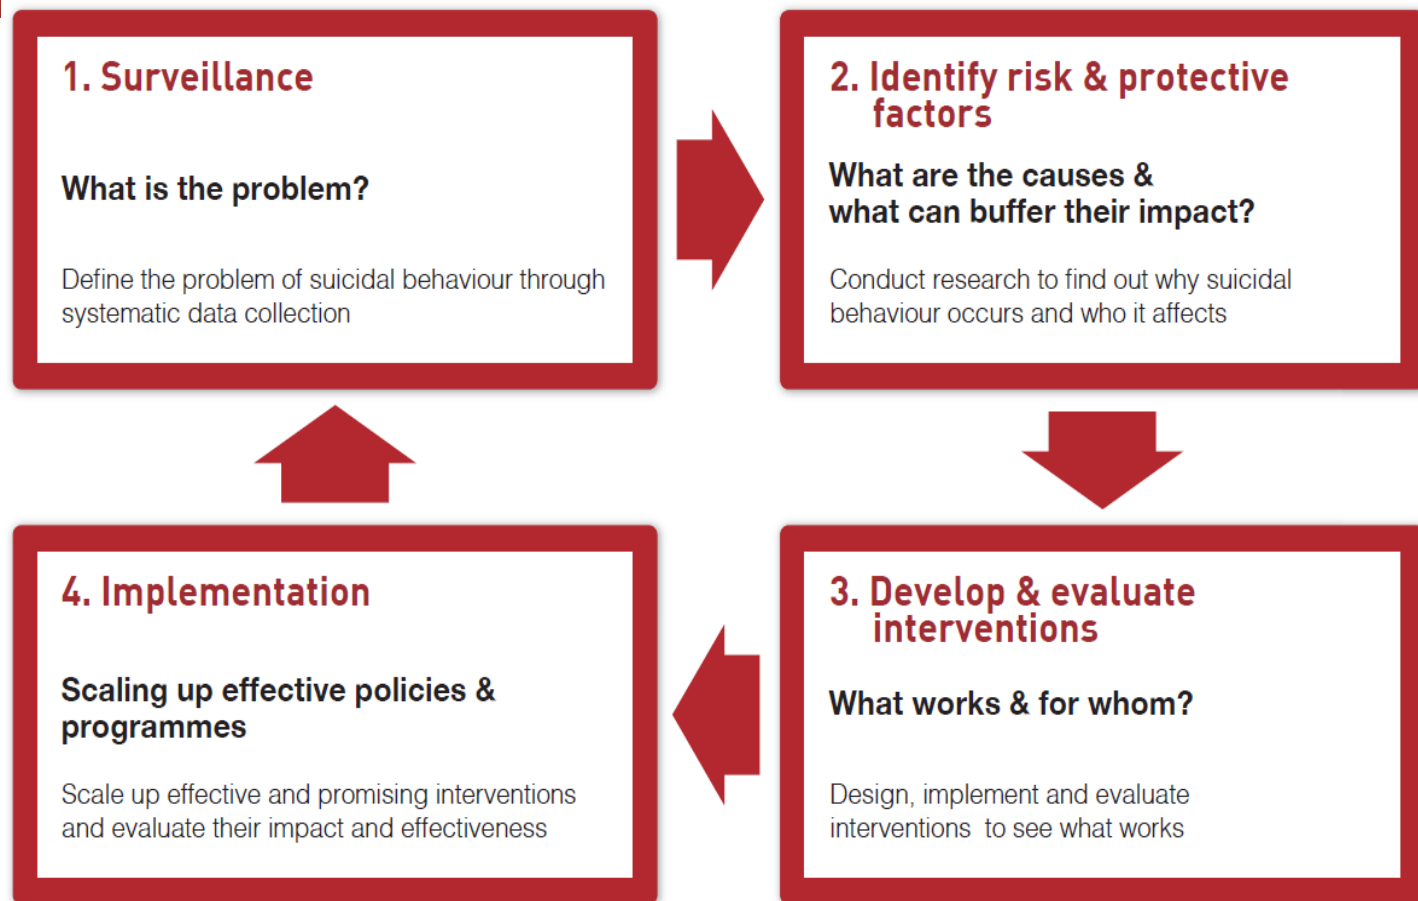 1. Surveillance
What is the problem?
Define the problem of suicidal behaviour through
systematic data collection
2. Identify risk & protective
factors
What are the causes &
what can buffer their impact?
Conduct research to find out why suicidal
behaviour occurs and who it affects
3. Develop & evaluate
interventions
What works & for whom?
Design, implement and evaluate
interventions to see what works
4. Implementation
Scaling up effective policies &
programmes
Scale up effective and promising interventions
and evaluate their impact and effectiveness